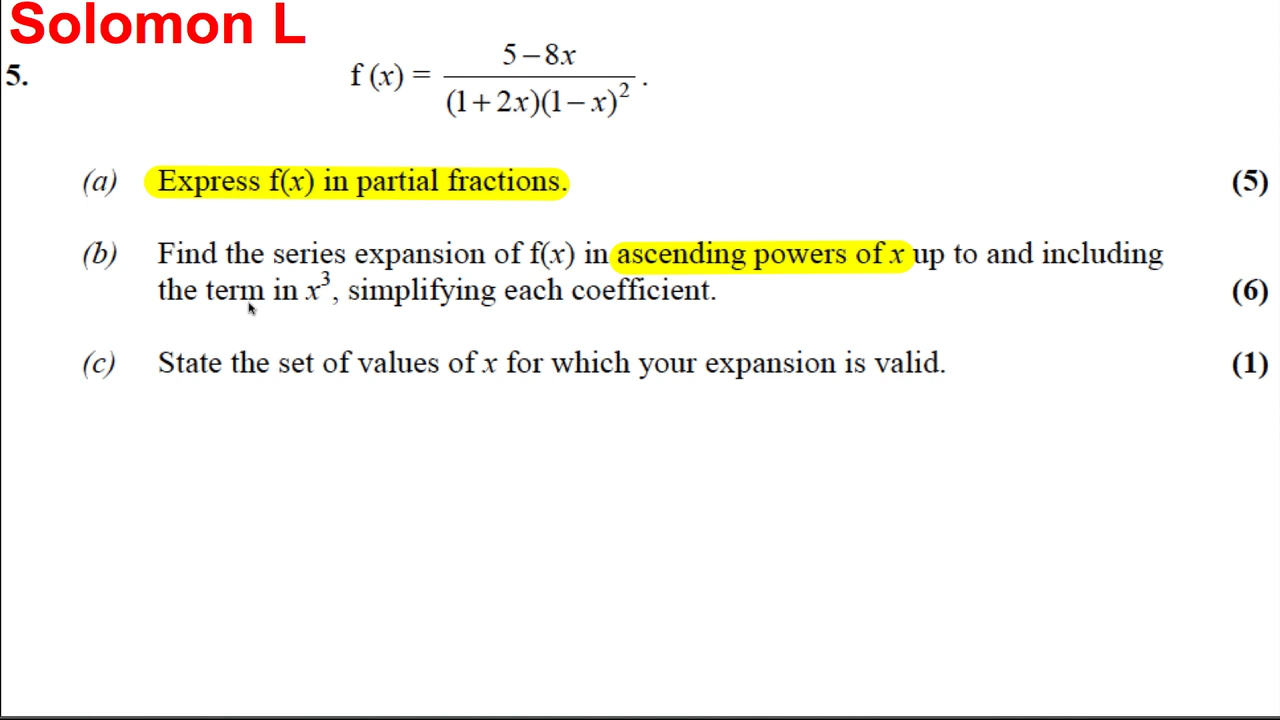 Solomon L
5. f (x) = 5 – 8x / (1 + 2x)(1 – x)² .
(a) Express f(x) in partial fractions. (5)
(b) Find the series expansion of f(x) in ascending powers of x up to and including
the term in x³, simplifying each coefficient. (6)
(c) State the set of values of x for which your expansion is valid. (1)